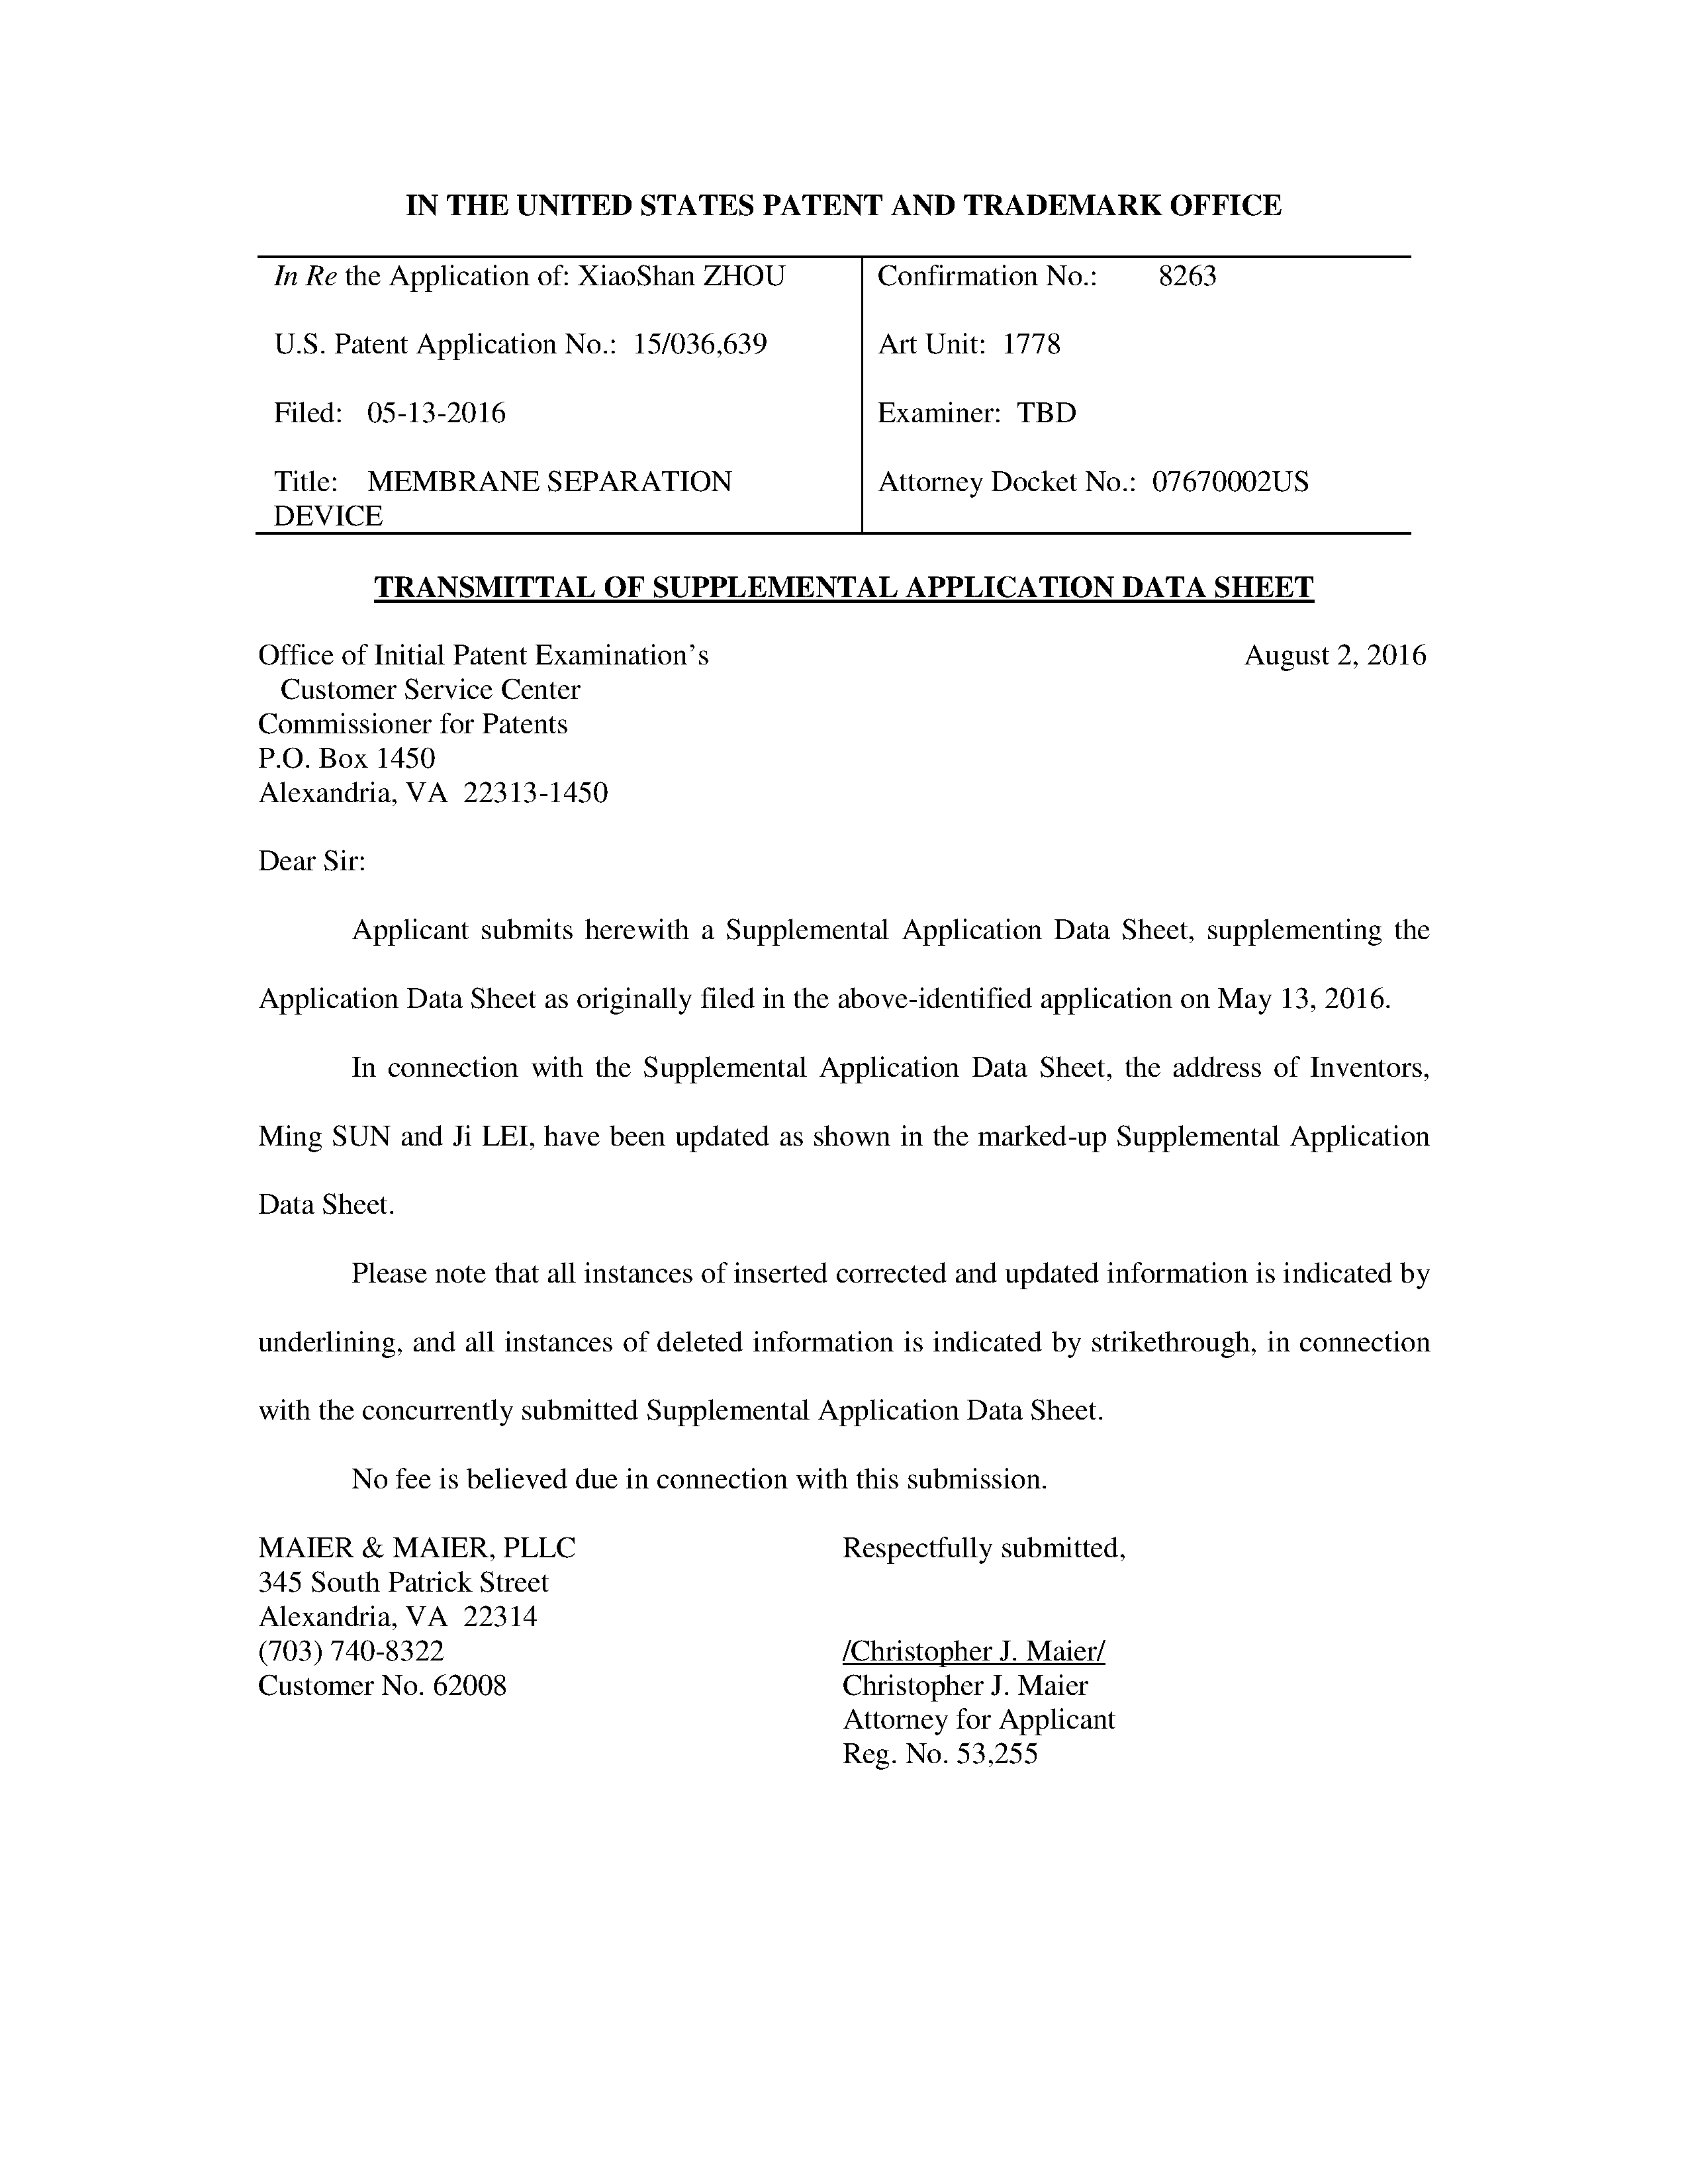 IN THE UNITED STATES PATENT AND TRADEMARK OFFICE
In Re the Application of: XiaoShan ZHOU
U.S. Patent Application No.: 15/036,639
Filed: 05-13-2016
Title: MEMBRANE SEPARATION
DEVICE
Confirmation No.: 8263
Art Unit: 1778
Examiner: TBD
Attorney Docket No.: 07670002US
TRANSMITTAL OF SUPPLEMENTAL APPLICATION DATA SHEET
Office of Initial Patent Examination’s
Customer Service Center
Commissioner for Patents
P.O. Box 1450
Alexandria, VA 22313-1450
August 2, 2016
Dear Sir:
Applicant submits herewith a Supplemental Application Data Sheet, supplementing the
Application Data Sheet as originally filed in the above-identified application on May 13, 2016.
In connection with the Supplemental Application Data Sheet, the address of Inventors,
Ming SUN and Ji LEI, have been updated as shown in the marked-up Supplemental Application
Data Sheet.
Please note that all instances of inserted corrected and updated information is indicated by
underlining, and all instances of deleted information is indicated by strikethrough, in connection
with the concurrently submitted Supplemental Application Data Sheet.
No fee is believed due in connection with this submission.
MAIER & MAIER, PLLC
345 South Patrick Street
Alexandria, VA 22314
(703) 740-8322
Customer No. 62008
Respectfully submitted,
/Christopher J. Maier/
Christopher J. Maier
Attorney for Applicant
Reg. No. 53,255